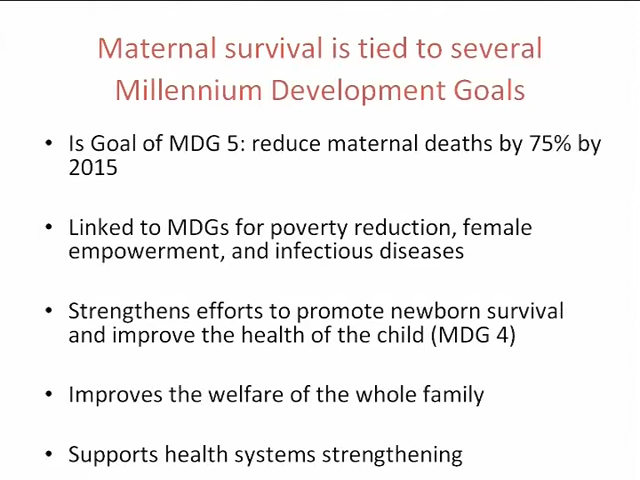 Maternal survival is tied to several
Millennium Development Goals
• Is Goal of MDG 5: reduce maternal deaths by 75% by
2015
• Linked to MDGs for poverty reduction, female
empowerment, and infectious diseases
• Strengthens efforts to promote newborn survival
and improve the health of the child (MDG 4)
• Improves the welfare of the whole family
• Supports health systems strengthening